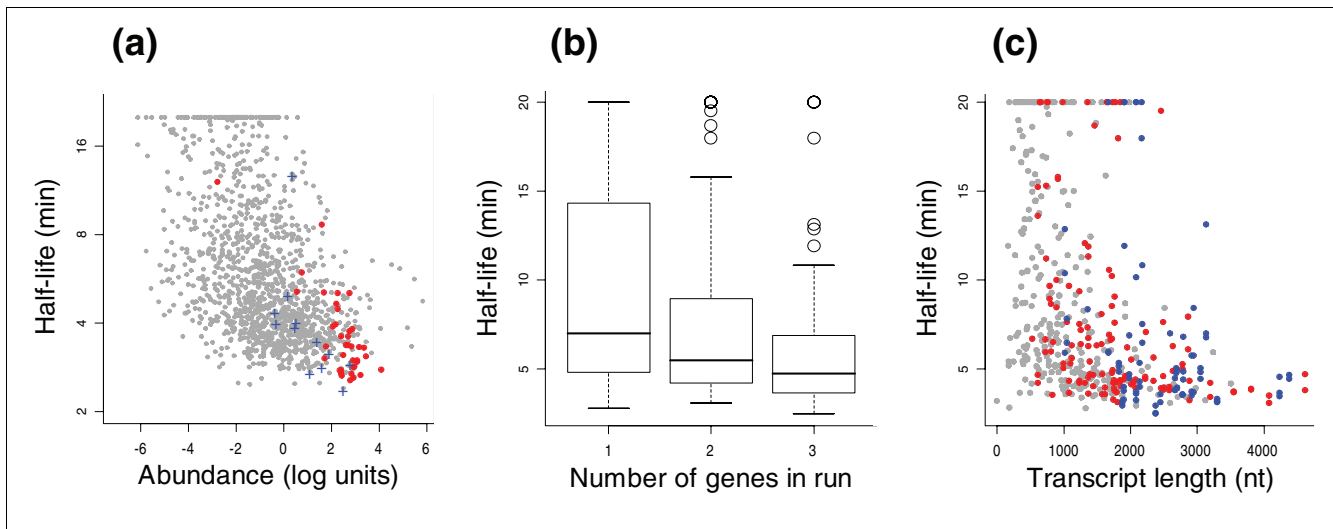 (a)
(b)
(c)
Half-life (min)
16
8
4
2
-6 -4 -2 0 2 4 6
Abundance (log units)
Half-life (min)
20
15
10
5
1 2 3
Number of genes in run
Half-life (min)
20
15
10
5
0 1000 2000 3000 4000
Transcript length (nt)